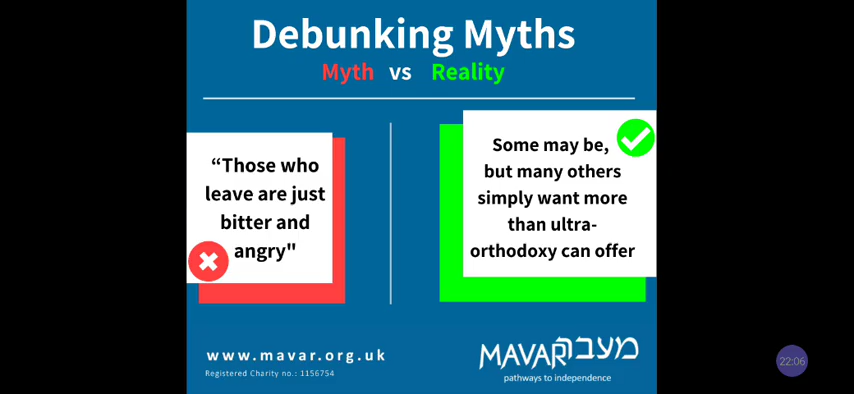 Debunking Myths
Myth vs Reality
“Those who
leave are just
bitter and
angry"
Some may be,
but many others
simply want more
than ultra-
orthodoxy can offer
www.mavar.org.uk
Registered Charity no.: 1156754
MAVAR מעבר
pathways to independence
22:06